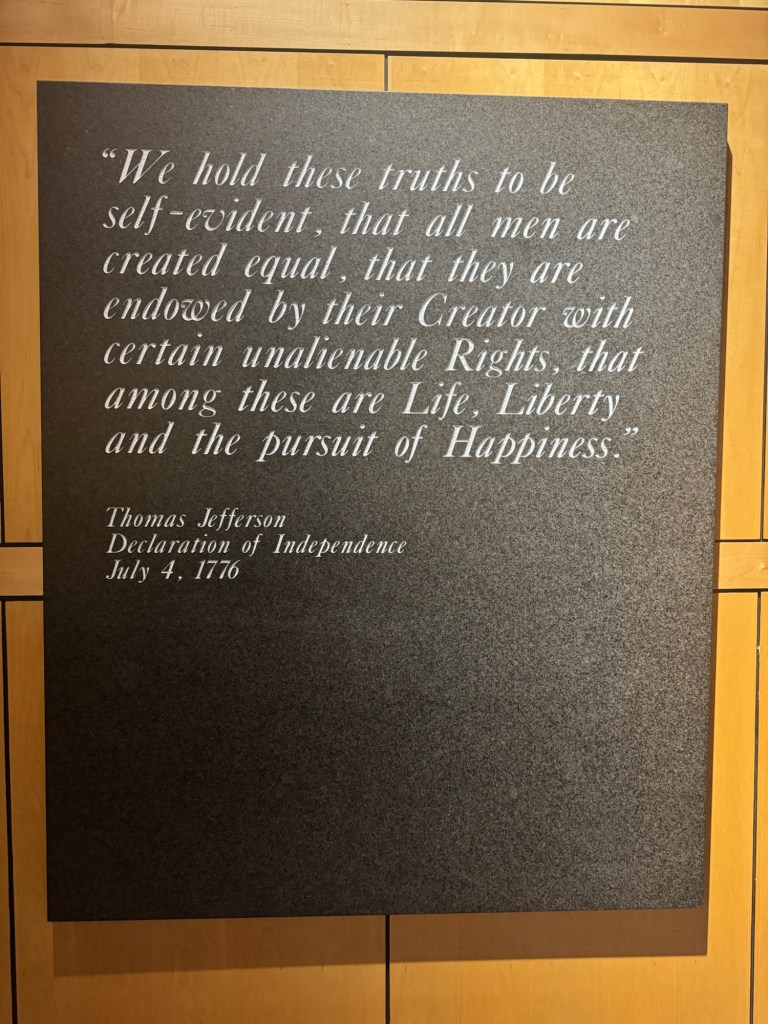 “We hold these truths to be
self-evident, that all men are
created equal, that they are
endowed by their Creator with
certain unalienable Rights, that
among these are Life, Liberty
and the pursuit of Happiness.”
Thomas Jefferson
Declaration of Independence
July 4, 1776